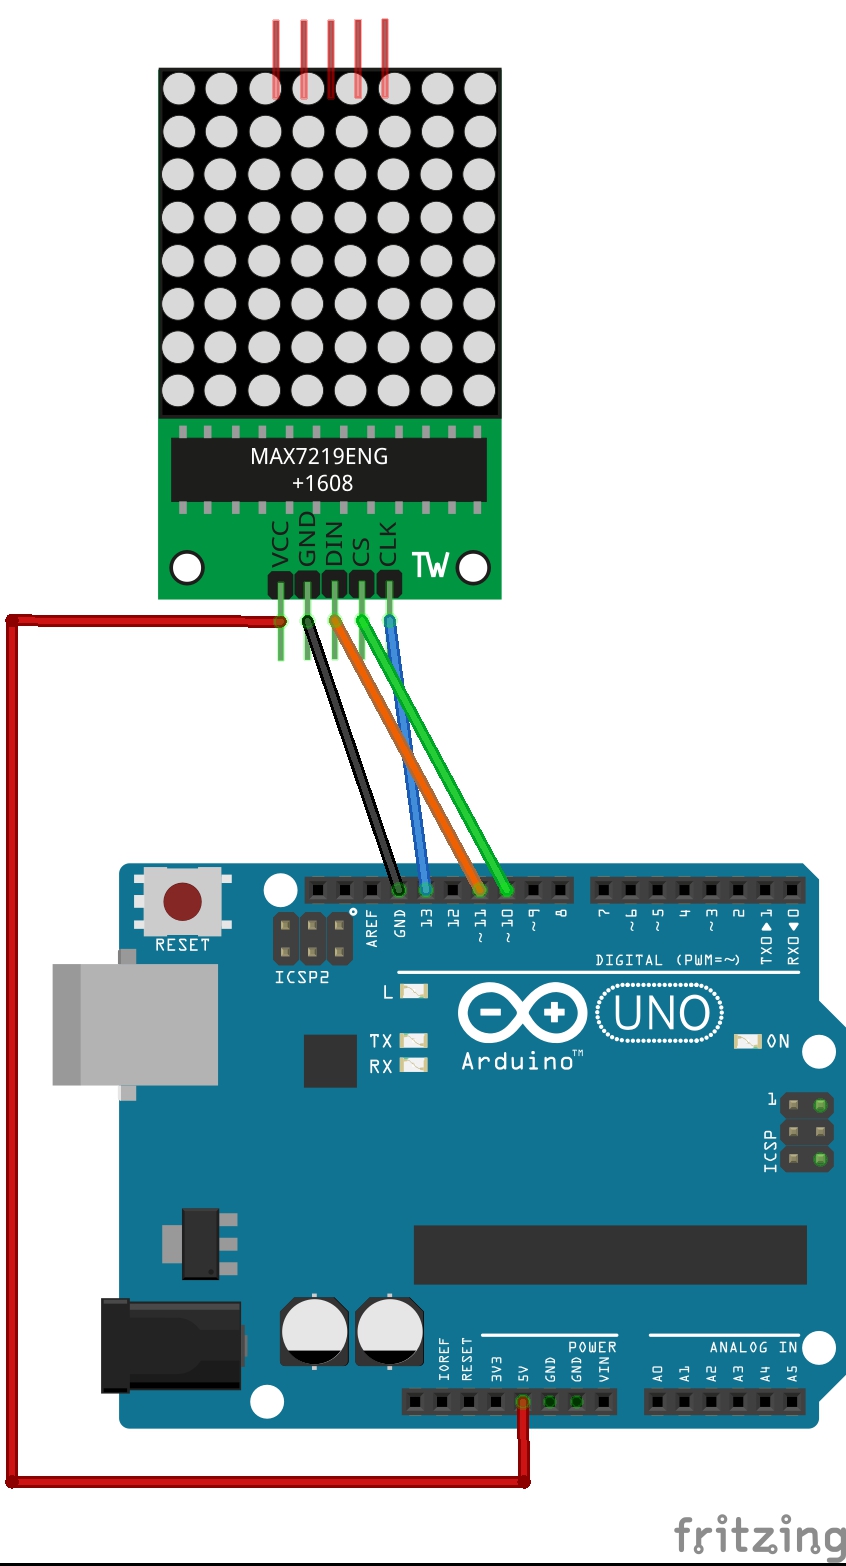 MAX7219ENG
+1608
VCC
GND
DIN
CS
CLK
TW
RESET
ICSP2
AREF
GND
13
12
~11
~10
~9
8
7
~6
~5
4
~3
2
TX0▶1
RX0◀0
DIGITAL (PWM=~)
L
TX
RX
Arduino™
UNO
ON
1
ICSP
POWER
ANALOG IN
IOREF
RESET
3V3
5V
GND
GND
VIN
A0
A1
A2
A3
A4
A5
fritzing